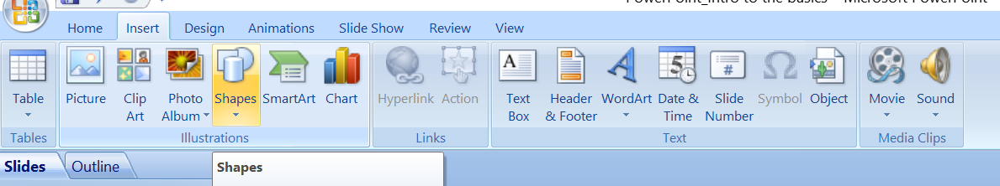 PowerPoint_Intro to the basics - Microsoft PowerPoint
Home Insert Design Animations Slide Show Review View
Table Picture Clip Art Photo Album Shapes SmartArt Chart Hyperlink Action Text Box Header & Footer WordArt Date & Time Slide Number Symbol Object Movie Sound
Tables Illustrations Links Text Media Clips
Slides Outline
Shapes